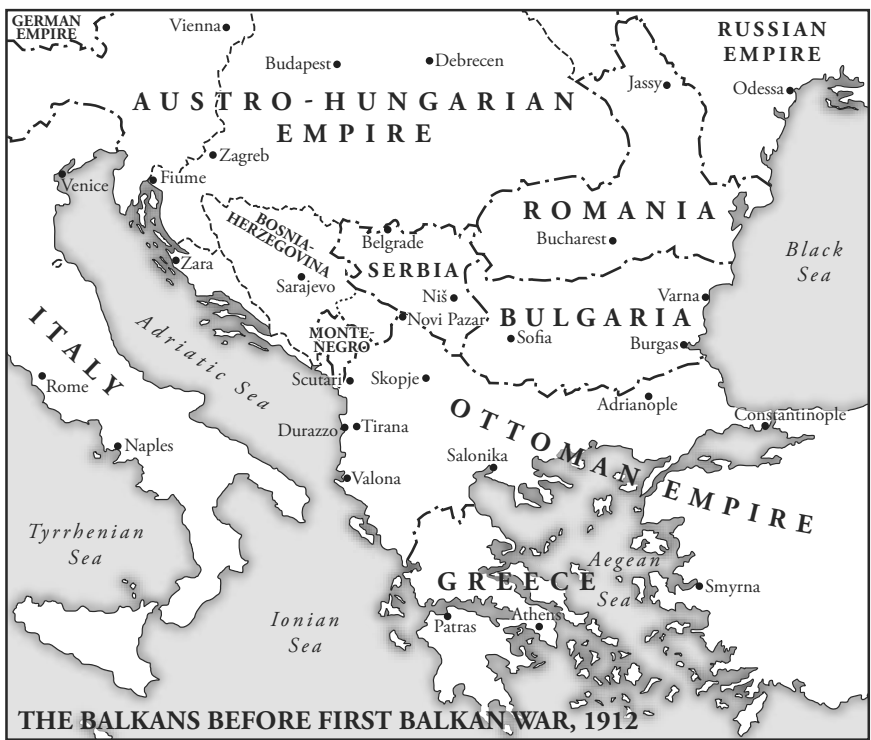 GERMAN
EMPIRE
Vienna
RUSSIAN
EMPIRE
Budapest
Debrecen
Jassy
Odessa
AUSTRO-HUNGARIAN
EMPIRE
Zagreb
Venice
Fiume
ROMANIA
Bucharest
BOSNIA-
HERZEGOVINA
Belgrade
Black
Sea
Zara
SERBIA
Sarajevo
Niš
Varna
ITALY
Adriatic Sea
MONTE-
NEGRO
Novi Pazar
BULGARIA
Sofia
Burgas
Rome
Scutari
Skopje
Adrianople
Constantinople
OTTOMAN EMPIRE
Durazzo
Tirana
Naples
Salonika
Valona
Tyrrhenian
Sea
Aegean
Sea
GREECE
Smyrna
Ionian
Sea
Patras
Athens
THE BALKANS BEFORE FIRST BALKAN WAR, 1912